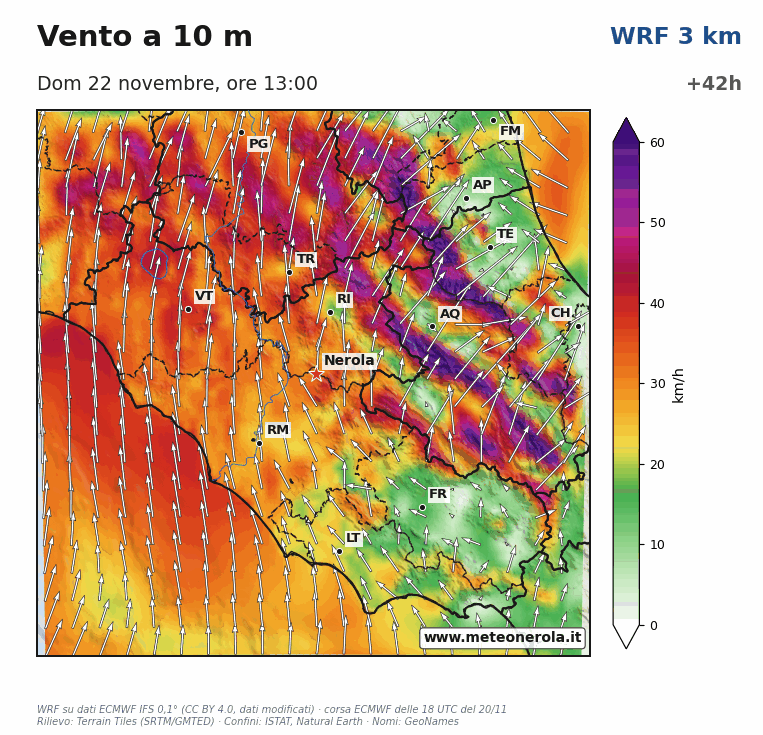 Vento a 10 m
WRF 3 km
Dom 22 novembre, ore 13:00
+42h
FM
PG
AP
TE
TR
VT
RI
AQ
CH
Nerola
RM
FR
LT
www.meteonerola.it
60
50
40
30
20
10
0
km/h
WRF su dati ECMWF IFS 0,1° (CC BY 4.0, dati modificati) · corsa ECMWF delle 18 UTC del 20/11
Rilievo: Terrain Tiles (SRTM/GMTED) · Confini: ISTAT, Natural Earth · Nomi: GeoNames